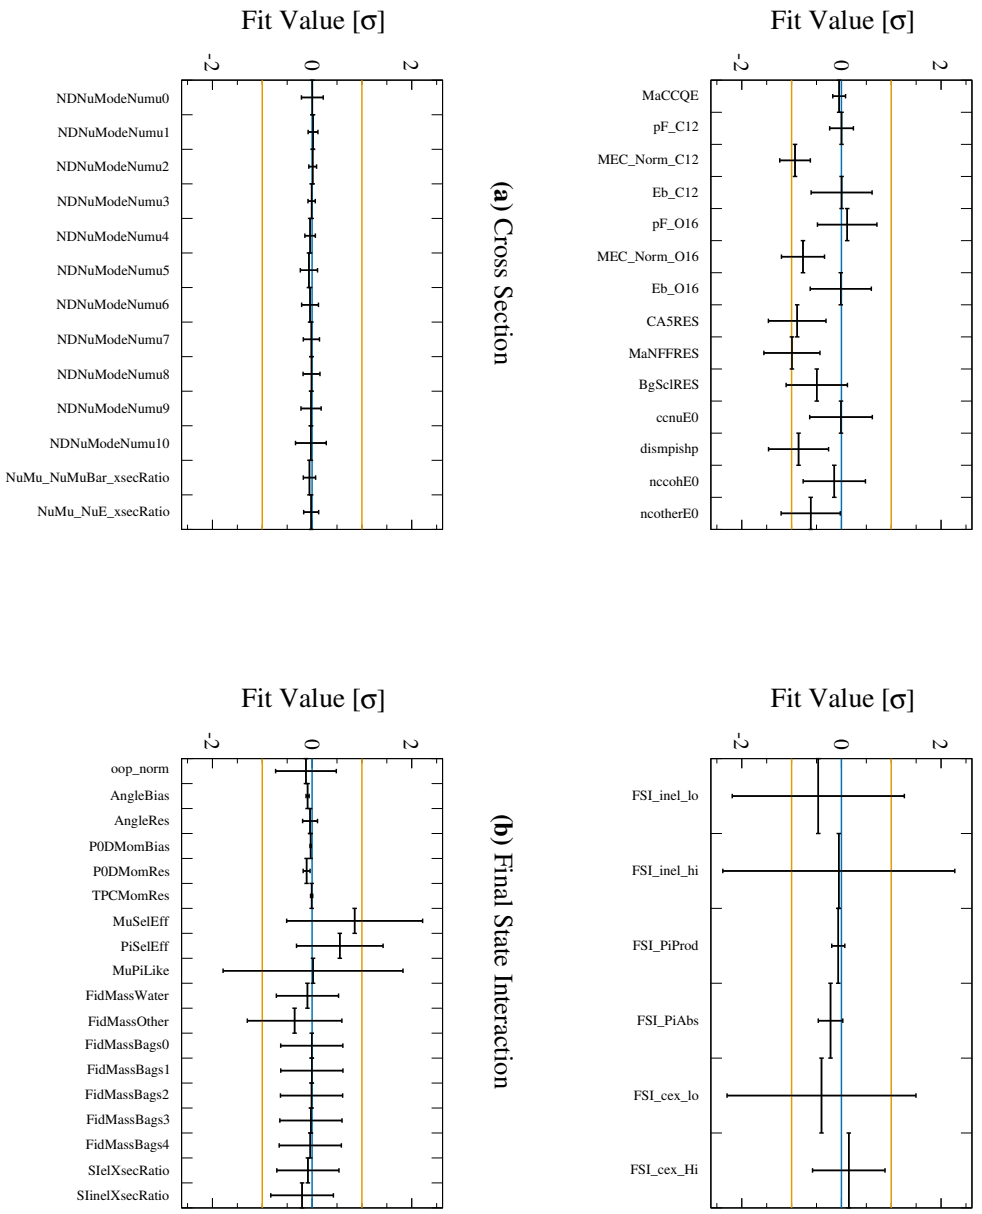 Fit Value [σ]
-2
0
2
NDNuModeNumu0
NDNuModeNumu1
NDNuModeNumu2
NDNuModeNumu3
NDNuModeNumu4
NDNuModeNumu5
NDNuModeNumu6
NDNuModeNumu7
NDNuModeNumu8
NDNuModeNumu9
NDNuModeNumu10
NuMu_NuMuBar_xsecRatio
NuMu_NuE_xsecRatio
Fit Value [σ]
-2
0
2
MaCCQE
pF_C12
MEC_Norm_C12
Eb_C12
pF_O16
MEC_Norm_O16
Eb_O16
CA5RES
MaNFFRES
BgSclRES
ccnuE0
dismpishp
nccohE0
ncotherE0
(a) Cross Section
Fit Value [σ]
-2
0
2
oop_norm
AngleBias
AngleRes
P0DMomBias
P0DMomRes
TPCMomRes
MuSelEff
PiSelEff
MuPiLike
FidMassWater
FidMassOther
FidMassBags0
FidMassBags1
FidMassBags2
FidMassBags3
FidMassBags4
SIelXsecRatio
SIinelXsecRatio
Fit Value [σ]
-2
0
2
FSI_inel_lo
FSI_inel_hi
FSI_PiProd
FSI_PiAbs
FSI_cex_lo
FSI_cex_Hi
(b) Final State Interaction